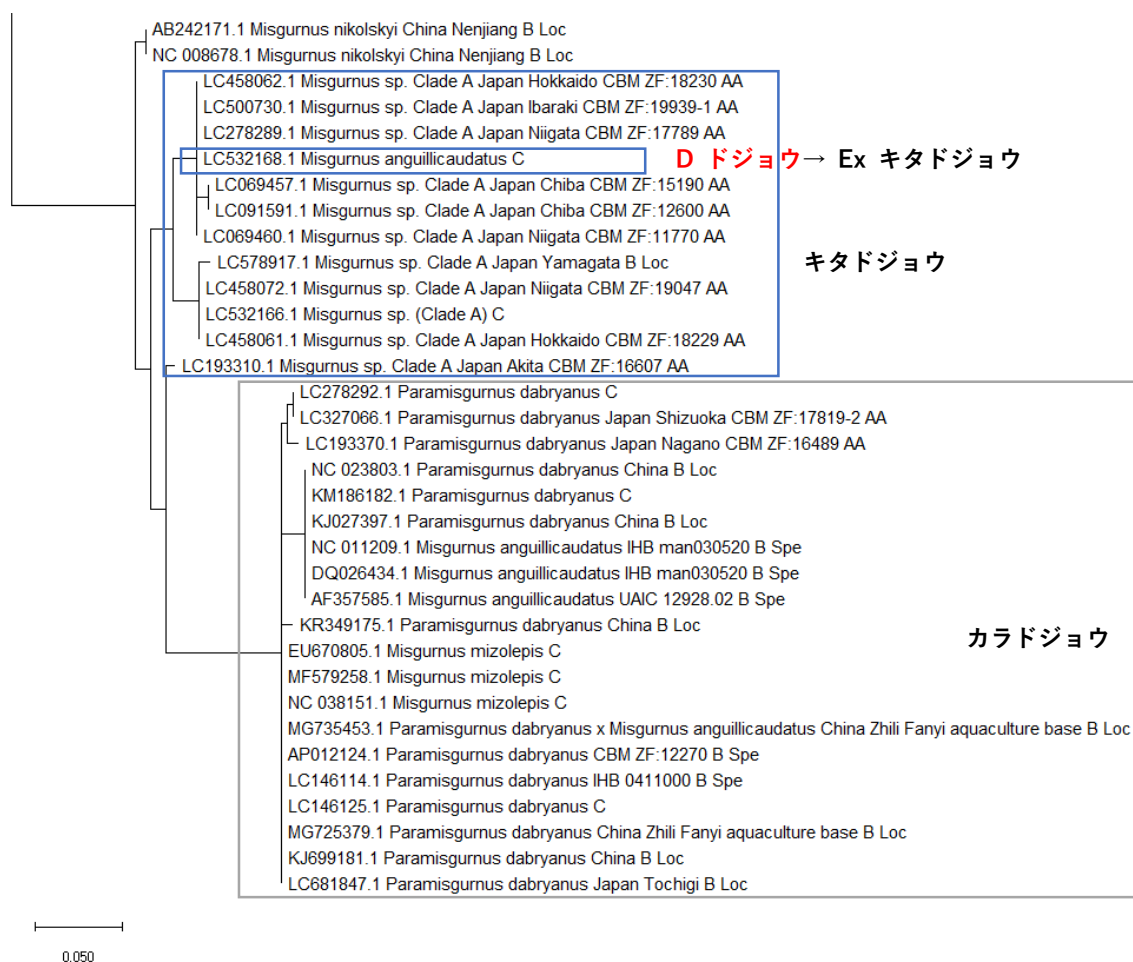 AB242171.1 Misgurnus nikolskyi China Nenjiang B Loc
NC 008678.1 Misgurnus nikolskyi China Nenjiang B Loc
LC458062.1 Misgurnus sp. Clade A Japan Hokkaido CBM ZF:18230 AA
LC500730.1 Misgurnus sp. Clade A Japan Ibaraki CBM ZF:19939-1 AA
LC278289.1 Misgurnus sp. Clade A Japan Niigata CBM ZF:17789 AA
LC532168.1 Misgurnus anguillicaudatus C
D ドジョウ→ Ex キタドジョウ
LC069457.1 Misgurnus sp. Clade A Japan Chiba CBM ZF:15190 AA
LC091591.1 Misgurnus sp. Clade A Japan Chiba CBM ZF:12600 AA
LC069460.1 Misgurnus sp. Clade A Japan Niigata CBM ZF:11770 AA
LC578917.1 Misgurnus sp. Clade A Japan Yamagata B Loc
キタドジョウ
LC458072.1 Misgurnus sp. Clade A Japan Niigata CBM ZF:19047 AA
LC532166.1 Misgurnus sp. (Clade A) C
LC458061.1 Misgurnus sp. Clade A Japan Hokkaido CBM ZF:18229 AA
LC193310.1 Misgurnus sp. Clade A Japan Akita CBM ZF:16607 AA
LC278292.1 Paramisgurnus dabryanus C
LC327066.1 Paramisgurnus dabryanus Japan Shizuoka CBM ZF:17819-2 AA
LC193370.1 Paramisgurnus dabryanus Japan Nagano CBM ZF:16489 AA
NC 023803.1 Paramisgurnus dabryanus China B Loc
KM186182.1 Paramisgurnus dabryanus C
KJ027397.1 Paramisgurnus dabryanus China B Loc
NC 011209.1 Misgurnus anguillicaudatus IHB man030520 B Spe
DQ026434.1 Misgurnus anguillicaudatus IHB man030520 B Spe
AF357585.1 Misgurnus anguillicaudatus UAIC 12928.02 B Spe
KR349175.1 Paramisgurnus dabryanus China B Loc
カラドジョウ
EU670805.1 Misgurnus mizolepis C
MF579258.1 Misgurnus mizolepis C
NC 038151.1 Misgurnus mizolepis C
MG735453.1 Paramisgurnus dabryanus x Misgurnus anguillicaudatus China Zhili Fanyi aquaculture base B Loc
AP012124.1 Paramisgurnus dabryanus CBM ZF:12270 B Spe
LC146114.1 Paramisgurnus dabryanus IHB 0411000 B Spe
LC146125.1 Paramisgurnus dabryanus C
MG725379.1 Paramisgurnus dabryanus China Zhili Fanyi aquaculture base B Loc
KJ699181.1 Paramisgurnus dabryanus China B Loc
LC681847.1 Paramisgurnus dabryanus Japan Tochigi B Loc
0.050